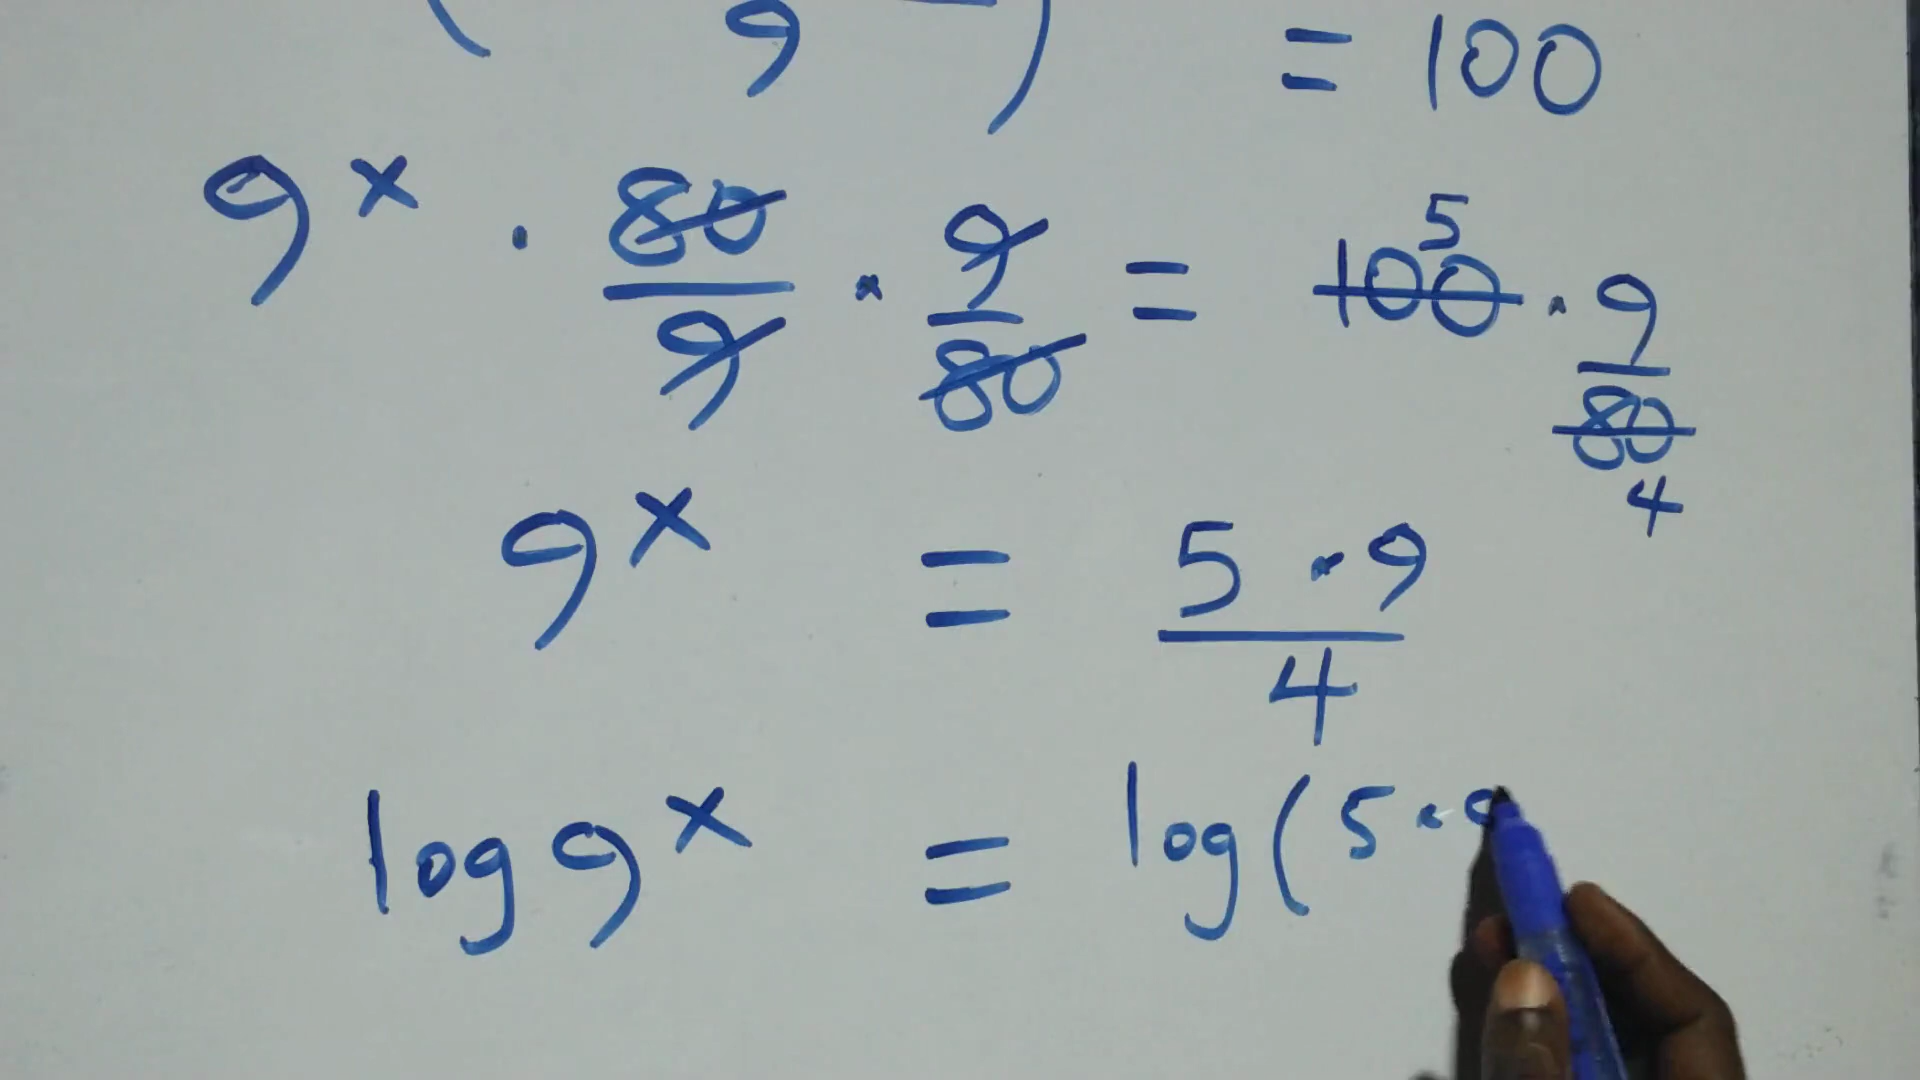 ( 9 ) = 100
9^x · 80/9 · 9/80 = 100 5 · 9/80 4
9^x = 5 · 9 / 4
log 9^x = log ( 5 · 9